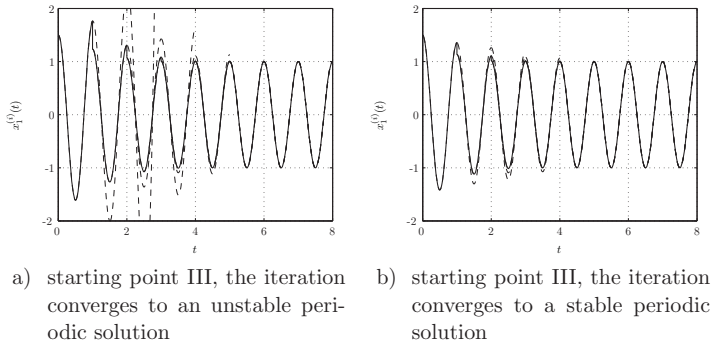 2
1
0
-1
-2
0
2
4
6
8
x₁⁽ⁱ⁾(t)
t
2
1
0
-1
-2
0
2
4
6
8
x₁⁽ⁱ⁾(t)
t
a) starting point III, the iteration
converges to an unstable peri-
odic solution
b) starting point III, the iteration
converges to a stable periodic
solution